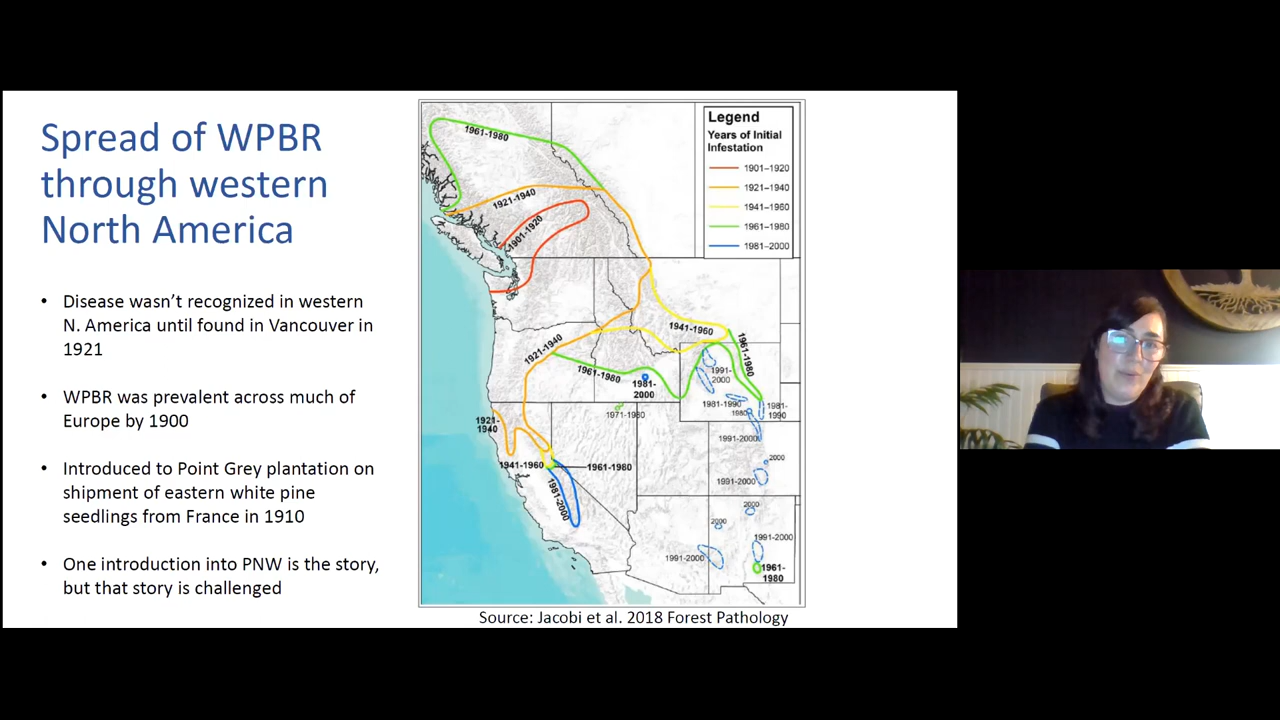 Spread of WPBR
through western
North America
• Disease wasn’t recognized in western
N. America until found in Vancouver in
1921
• WPBR was prevalent across much of
Europe by 1900
• Introduced to Point Grey plantation on
shipment of eastern white pine
seedlings from France in 1910
• One introduction into PNW is the story,
but that story is challenged
Legend
Years of Initial
Infestation
1901–1920
1921–1940
1941–1960
1961–1980
1981–2000
1961-1980
1921-1940
1901-1920
1941-1960
1921-1940
1961-1980
1961-1980
1991-
2000
1981-
2000
1971-1980
1981-1990
1980
1981-
1990
1921-
1940
1991-2000
1941-1960
1961-1980
2000
1991-2000
1981-2000
2000
2000
1991-2000
1991-2000
1961-
1980
Source: Jacobi et al. 2018 Forest Pathology